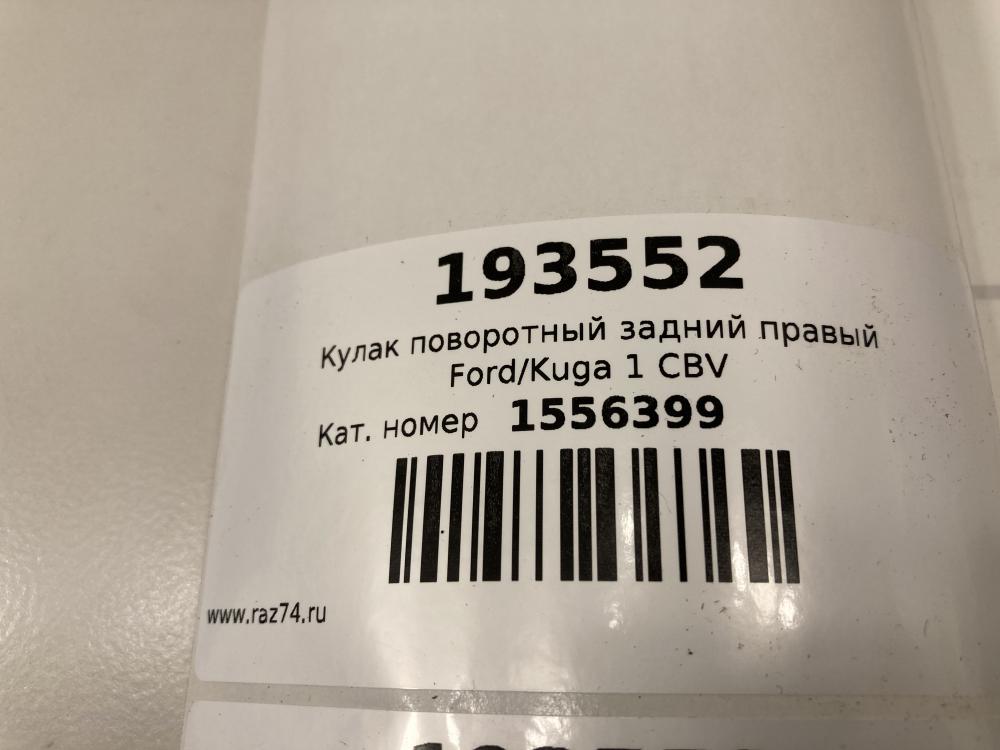 193552
Кулак поворотный задний правый
Ford/Kuga 1 CBV
Кат. номер 1556399
www.raz74.ru